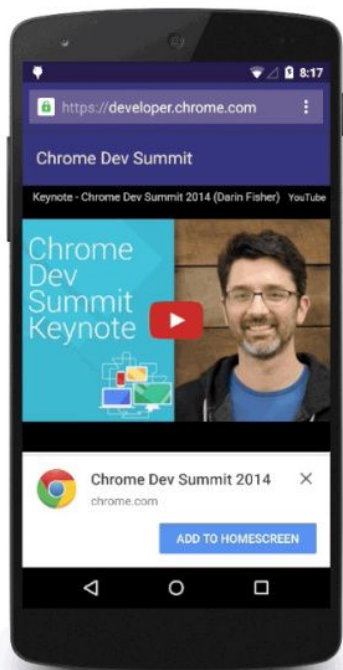 8:17
https://developer.chrome.com
Chrome Dev Summit
Keynote - Chrome Dev Summit 2014 (Darin Fisher) YouTube
Chrome
Dev
Summit
Keynote
Chrome Dev Summit 2014
chrome.com
ADD TO HOMESCREEN